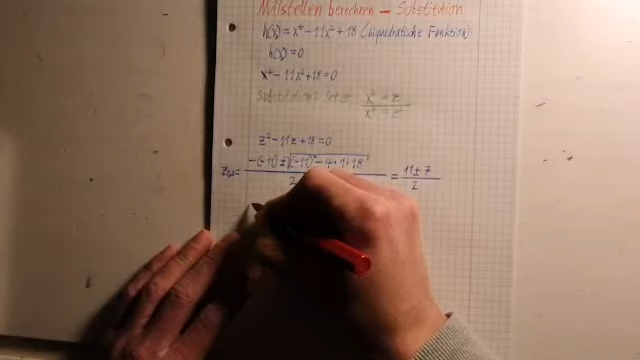 Nullstellen berechnen - Substitution
h(x) = x⁴ - 11x² + 18 (biquadratische Funktion)
h(x) = 0
x⁴ - 11x² + 18 = 0
Substitution: Setze x² = z
x⁴ = z²
z² - 11z + 18 = 0
z₁,₂ = (-(-11) ± √((-11)² - 4·1·18)) / 2 = (11 ± 7) / 2